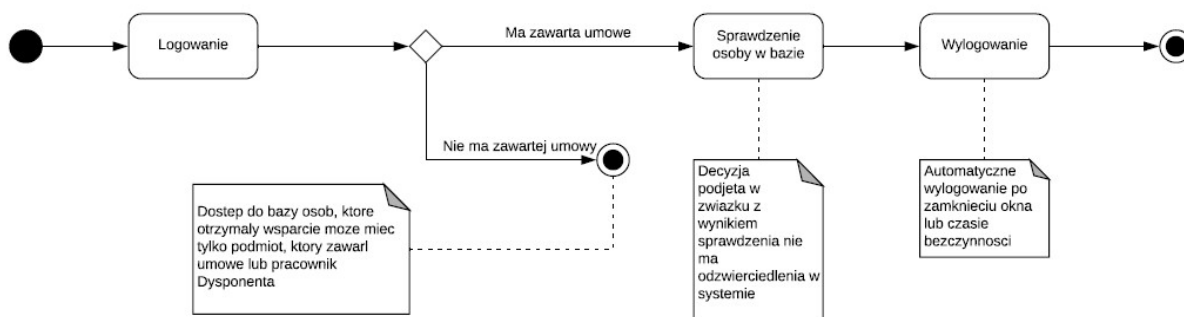 Logowanie
Ma zawarta umowe
Sprawdzenie
osoby w bazie
Wylogowanie
Nie ma zawartej umowy
Dostep do bazy osob, ktore
otrzymaly wsparcie moze miec
tylko podmiot, ktory zawarl
umowe lub pracownik
Dysponenta
Decyzja
podjeta w
zwiazku z
wynikiem
sprawdzenia nie
ma
odzwierciedlenia w
systemie
Automatyczne
wylogowanie po
zamknieciu okna
lub czasie
bezczynnosci